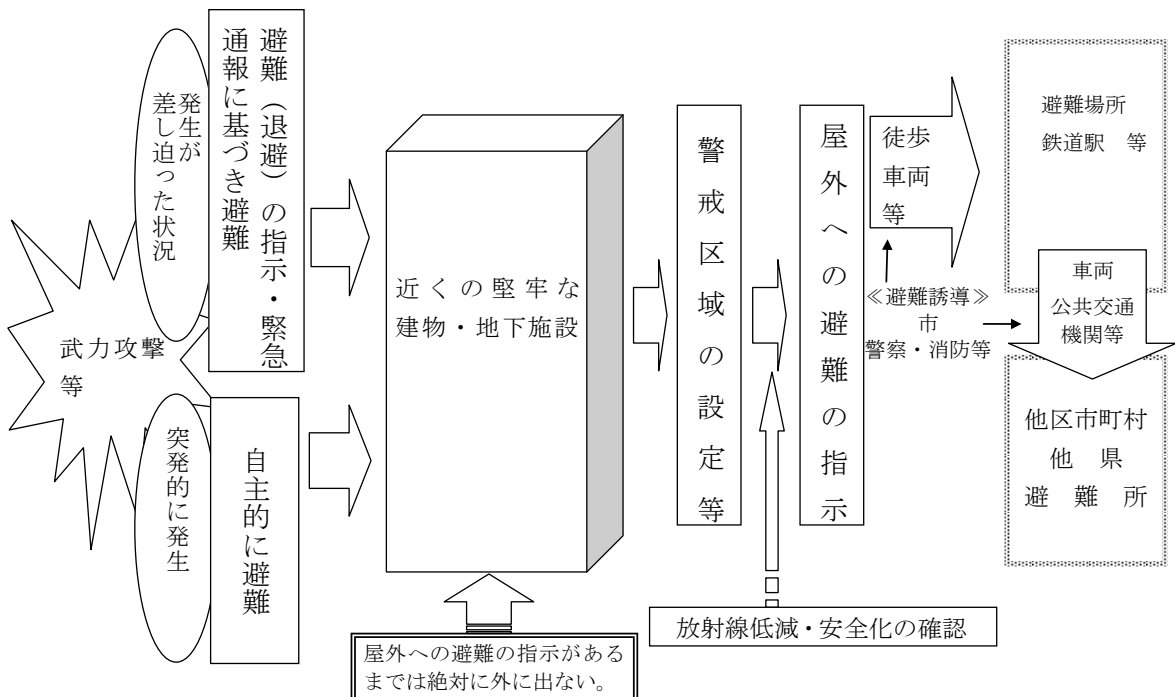 武力攻撃
等
発生が
差し迫った状況
避難（退避）の指示・緊急
通報に基づき避難
突発的に発生
自主的に避難
近くの堅牢な
建物・地下施設
屋外への避難の指示がある
までは絶対に外に出ない。
警戒区域の設定等
放射線低減・安全化の確認
屋外への避難の指示
徒歩
車両
等
≪避難誘導≫
市
警察・消防等
避難場所
鉄道駅 等
車両
公共交通
機関等
他区市町村
他 県
避 難 所